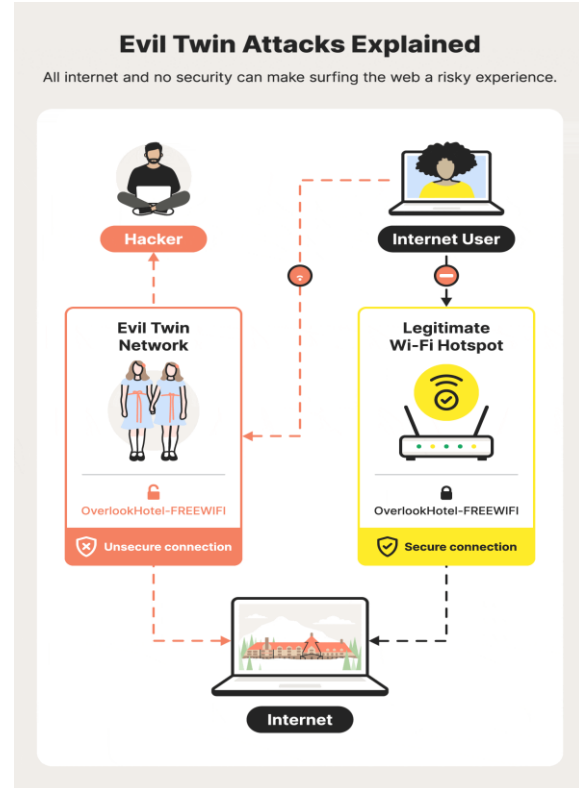 Evil Twin Attacks Explained
All internet and no security can make surfing the web a risky experience.
Hacker
Internet User
Evil Twin
Network
OverlookHotel-FREEWIFI
Unsecure connection
Legitimate
Wi-Fi Hotspot
OverlookHotel-FREEWIFI
Secure connection
Internet